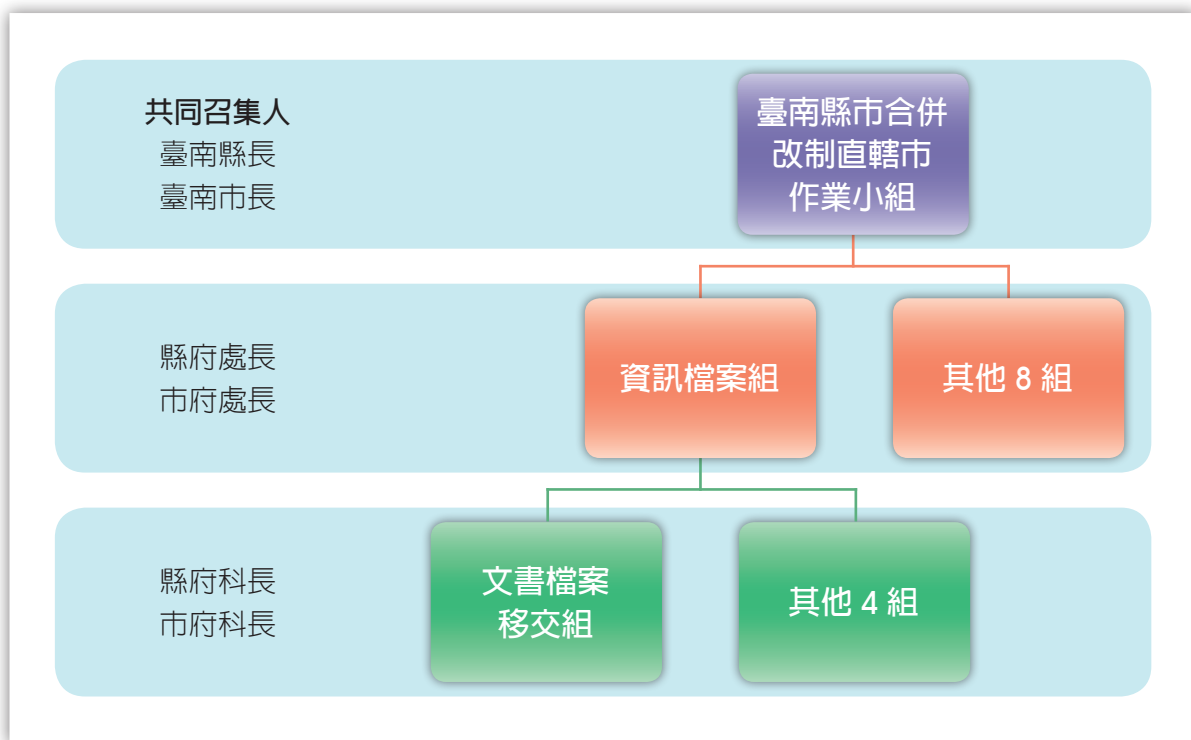 共同召集人
臺南縣長
臺南市長
臺南縣市合併
改制直轄市
作業小組
縣府處長
市府處長
資訊檔案組
其他 8 組
縣府科長
市府科長
文書檔案
移交組
其他 4 組